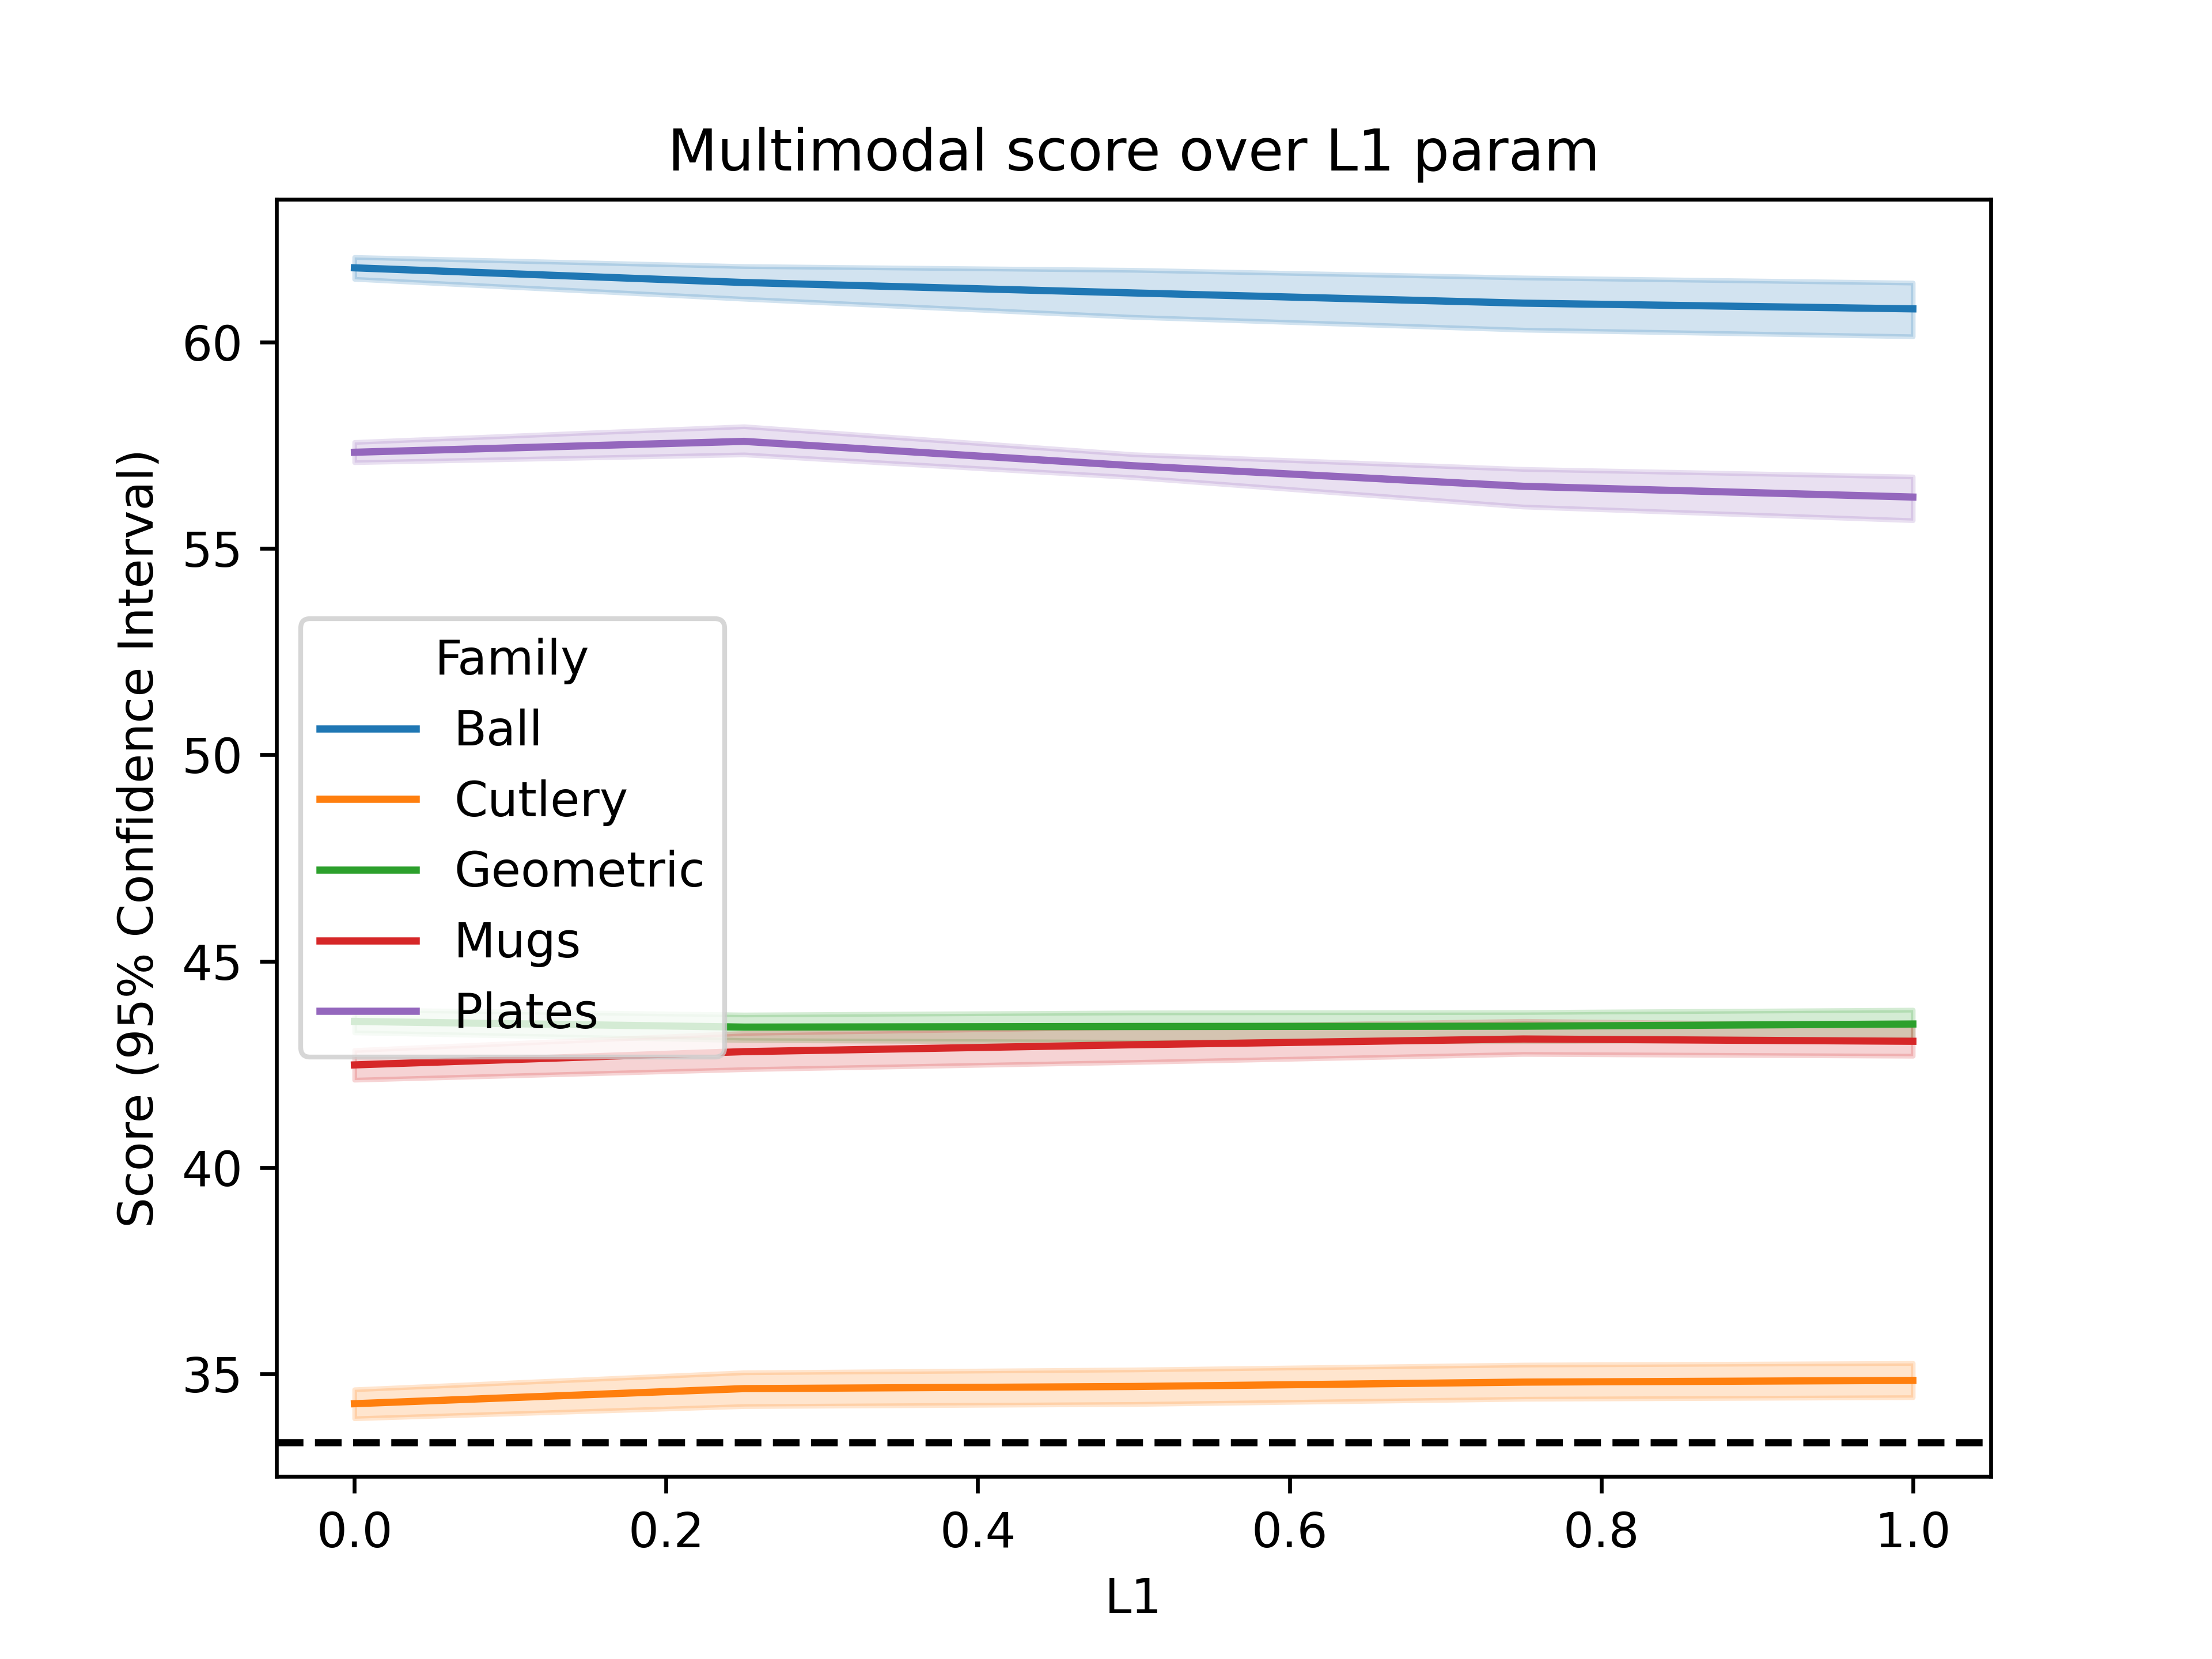 Multimodal score over L1 param
Score (95% Confidence Interval)
60
55
50
45
40
35
Family
Ball
Cutlery
Geometric
Mugs
Plates
0.0 0.2 0.4 0.6 0.8 1.0
L1